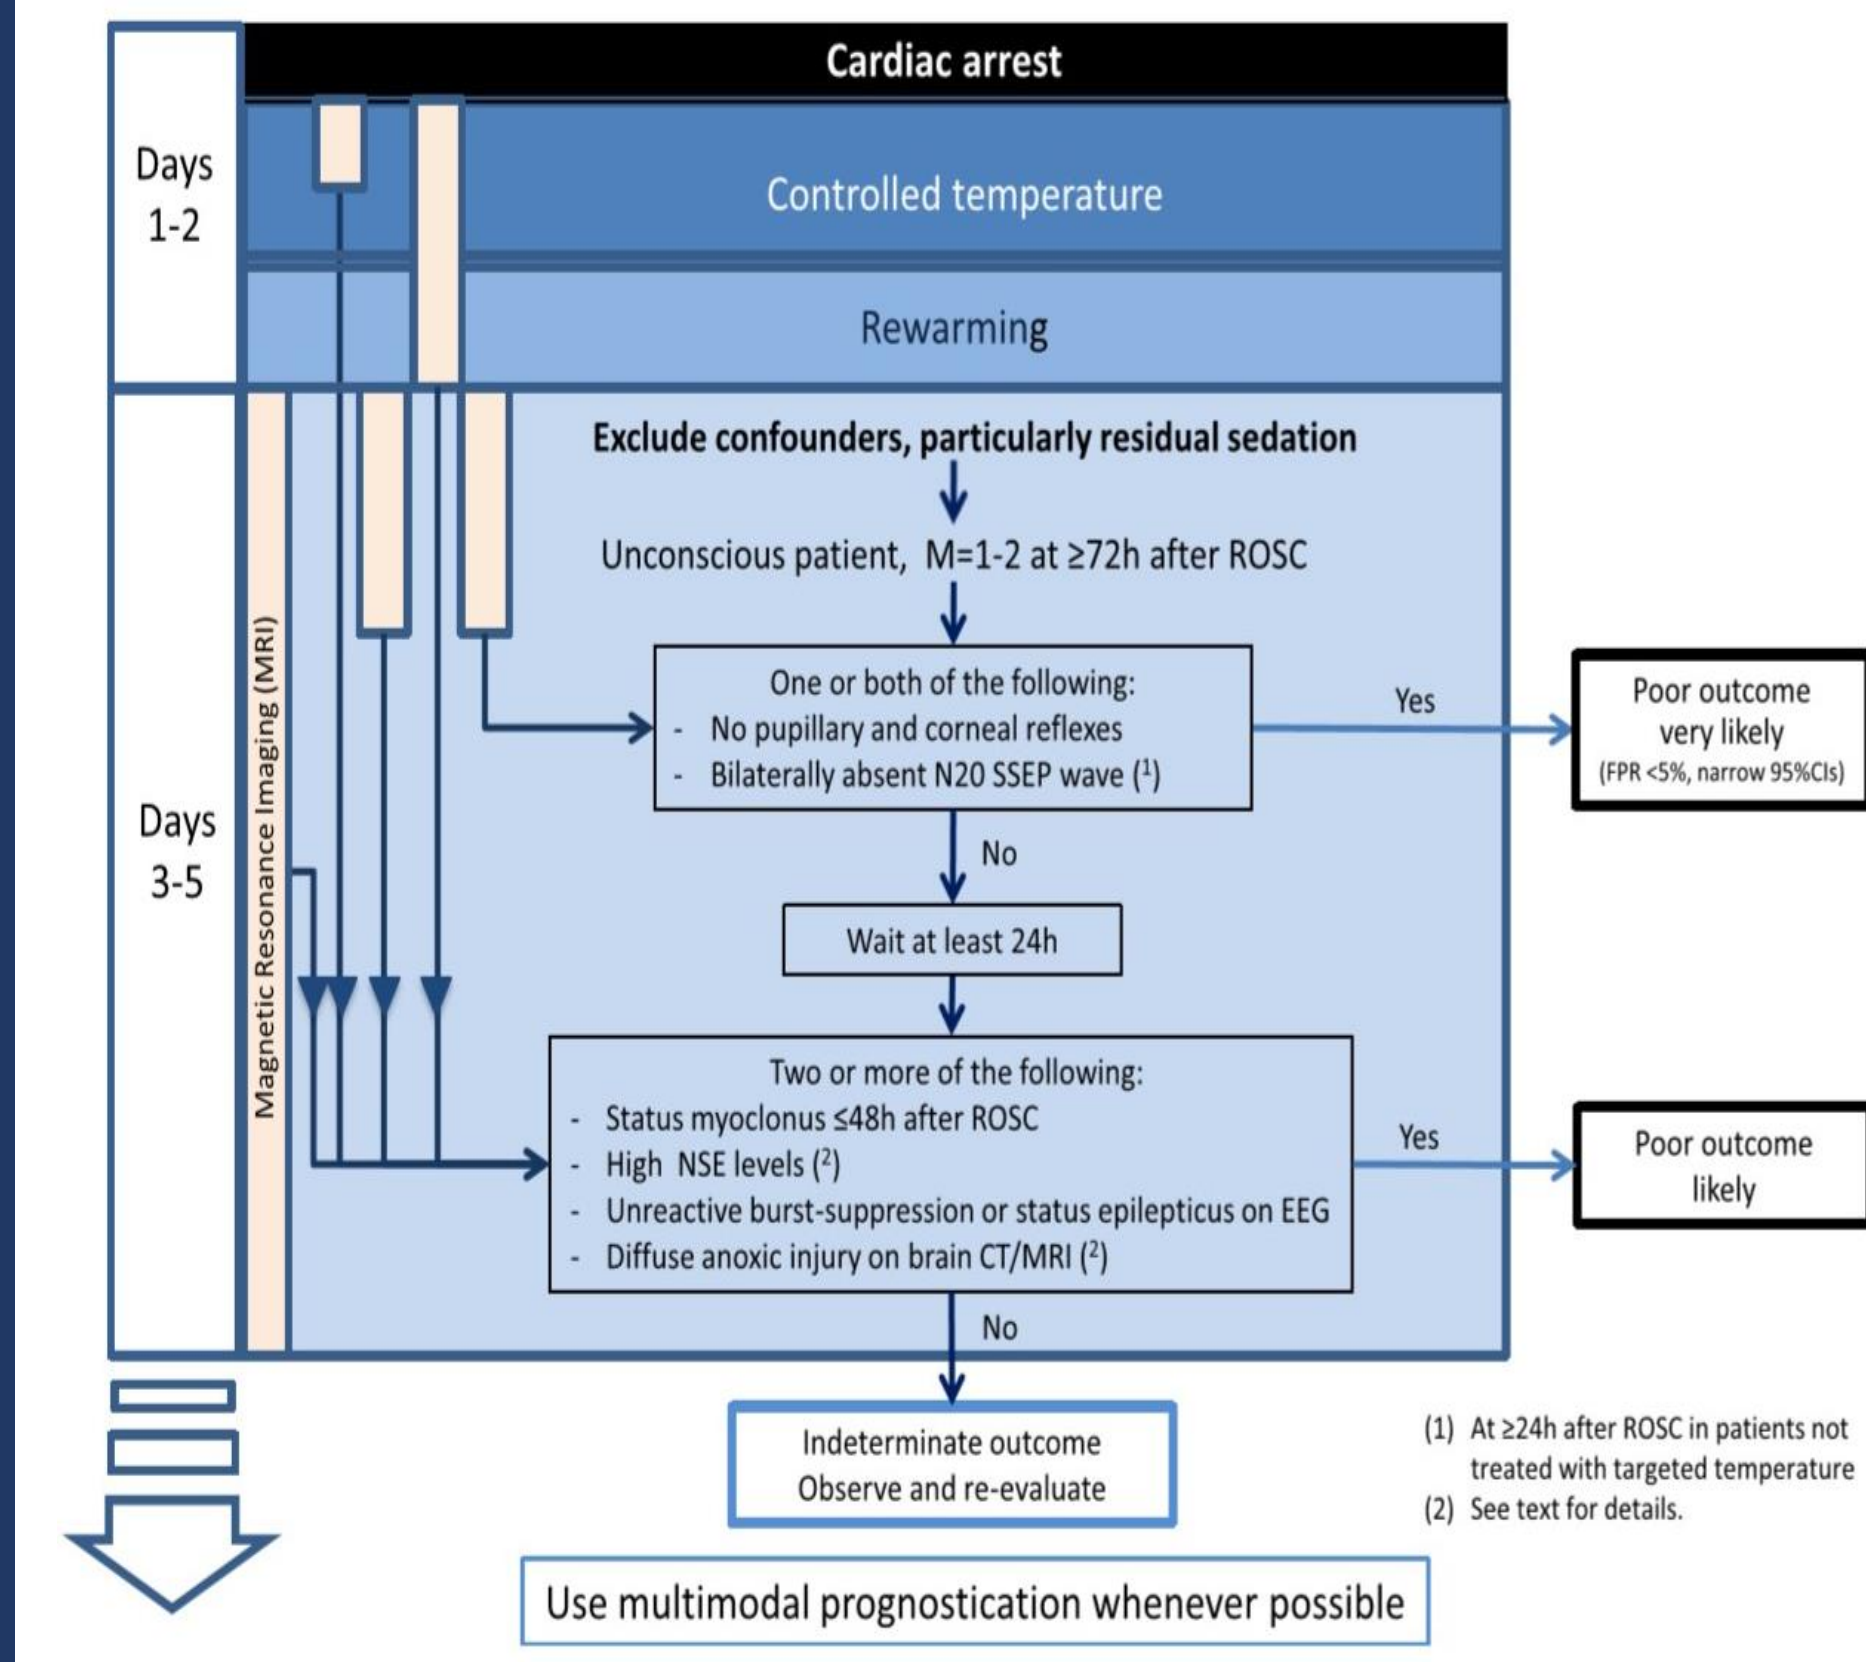 Cardiac arrest
Days
1-2
Controlled temperature
Rewarming
Days
3-5
Magnetic Resonance Imaging (MRI)
Exclude confounders, particularly residual sedation
Unconscious patient, M=1-2 at ≥72h after ROSC
One or both of the following:
- No pupillary and corneal reflexes
- Bilaterally absent N20 SSEP wave (¹)
Yes
Poor outcome
very likely
(FPR <5%, narrow 95%CIs)
No
Wait at least 24h
Two or more of the following:
- Status myoclonus ≤48h after ROSC
- High NSE levels (²)
- Unreactive burst-suppression or status epilepticus on EEG
- Diffuse anoxic injury on brain CT/MRI (²)
Yes
Poor outcome
likely
No
Indeterminate outcome
Observe and re-evaluate
(1) At ≥24h after ROSC in patients not
treated with targeted temperature
(2) See text for details.
Use multimodal prognostication whenever possible